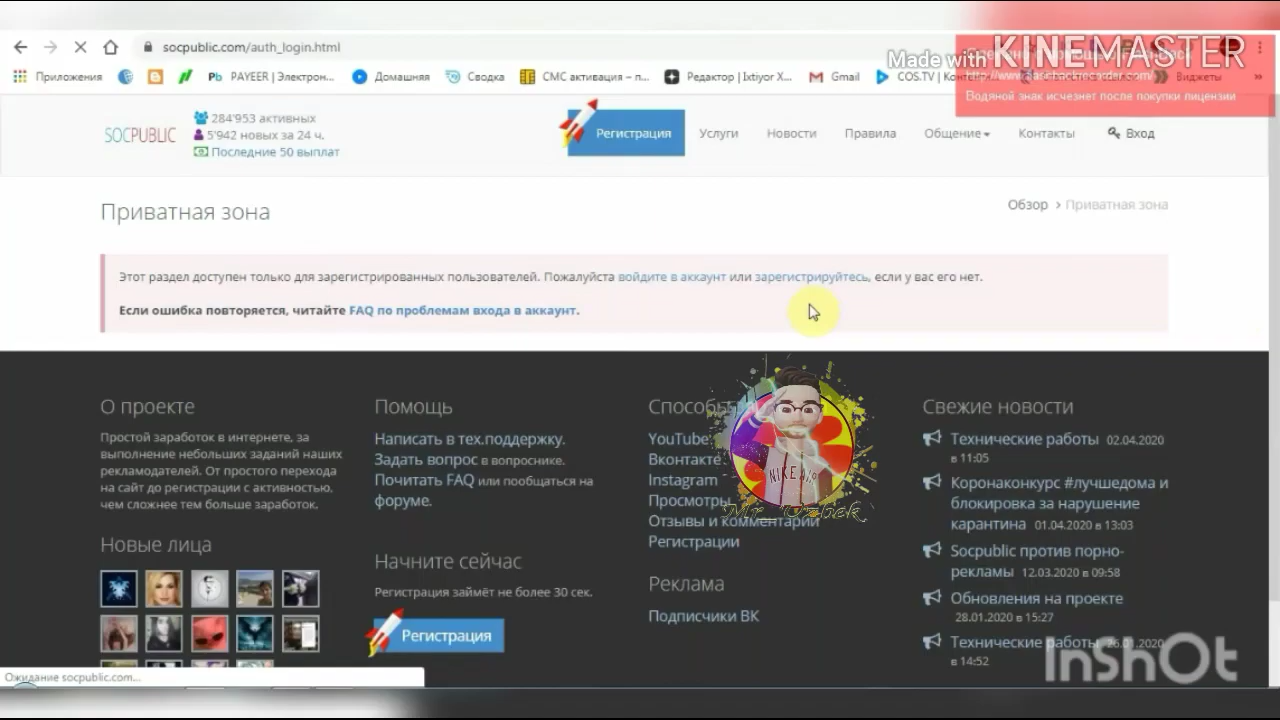 socpublic.com/auth_login.html
Made with KINEMASTER
Приложения
PAYEER | Электрон...
Домашняя
Сводка
СМС активация – п...
Редактор | Ixtiyor X...
Gmail
COS.TV
Виджеты
»
Водяной знак исчезнет после покупки лицензии
SOCPUBLIC
284'953 активных
5'942 новых за 24 ч.
Последние 50 выплат
Регистрация
Услуги
Новости
Правила
Общение
Контакты
Вход
Приватная зона
Обзор > Приватная зона
Этот раздел доступен только для зарегистрированных пользователей. Пожалуйста войдите в аккаунт или зарегистрируйтесь, если у вас его нет.
Если ошибка повторяется, читайте FAQ по проблемам входа в аккаунт.
О проекте
Простой заработок в интернете, за
выполнение небольших заданий наших
рекламодателей. От простого перехода
на сайт до регистрации с активностью,
чем сложнее тем больше заработок.
Новые лица
Помощь
Написать в тех.поддержку.
Задать вопрос в вопроснике.
Почитать FAQ или пообщаться на
форуме.
Начните сейчас
Регистрация займёт не более 30 сек.
Регистрация
YouTube
Вконтакте
Instagram
Просмотры
Отзывы и комментарии
Регистрации
NIKE AIR
Mr_Uzbek
Реклама
Подписчики ВК
Свежие новости
Технические работы 02.04.2020
в 11:05
Коронаконкурс #лучшедома и
блокировка за нарушение
карантина 01.04.2020 в 13:03
Socpublic против порно-
рекламы 12.03.2020 в 09:58
Обновления на проекте
28.01.2020 в 15:27
Технические работы 26.01.2020
в 14:52
InshOt
Ожидание socpublic.com...